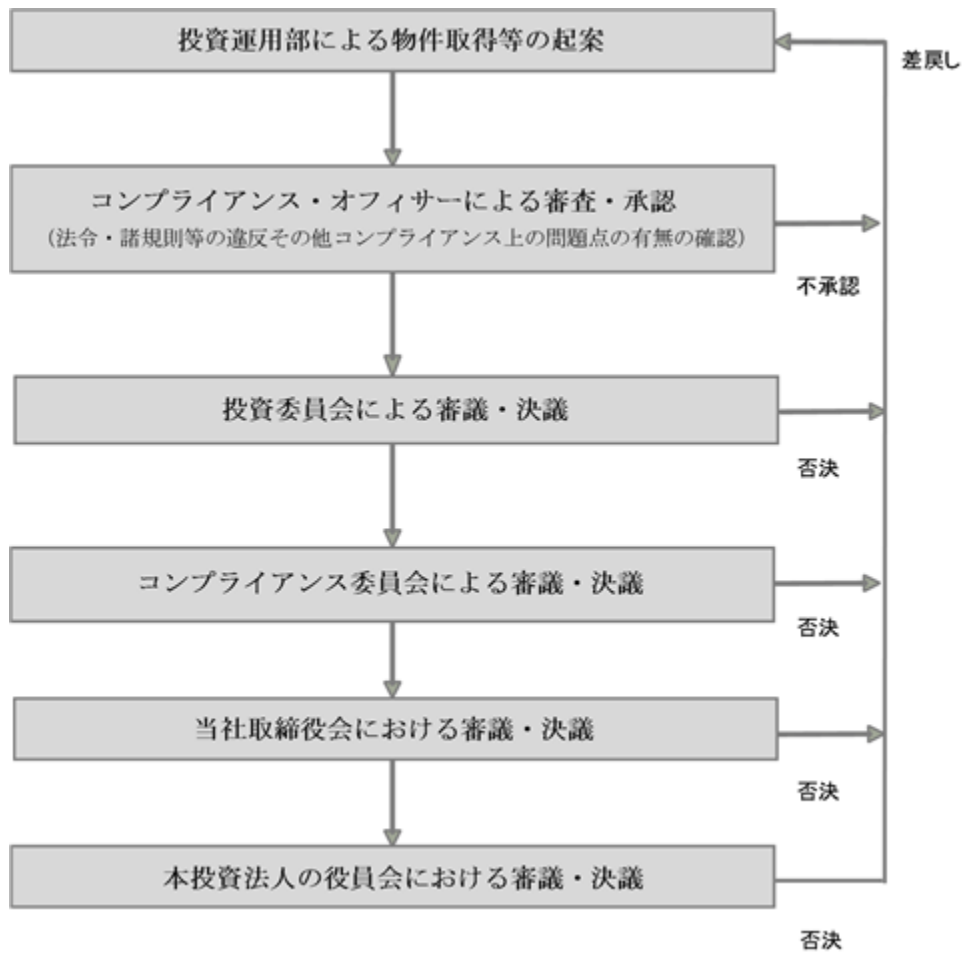 投資運用部による物件取得等の起案
差戻し
コンプライアンス・オフィサーによる審査・承認
（法令・諸規則等の違反その他コンプライアンス上の問題点の有無の確認）
不承認
投資委員会による審議・決議
否決
コンプライアンス委員会による審議・決議
否決
当社取締役会における審議・決議
否決
本投資法人の役員会における審議・決議
否決